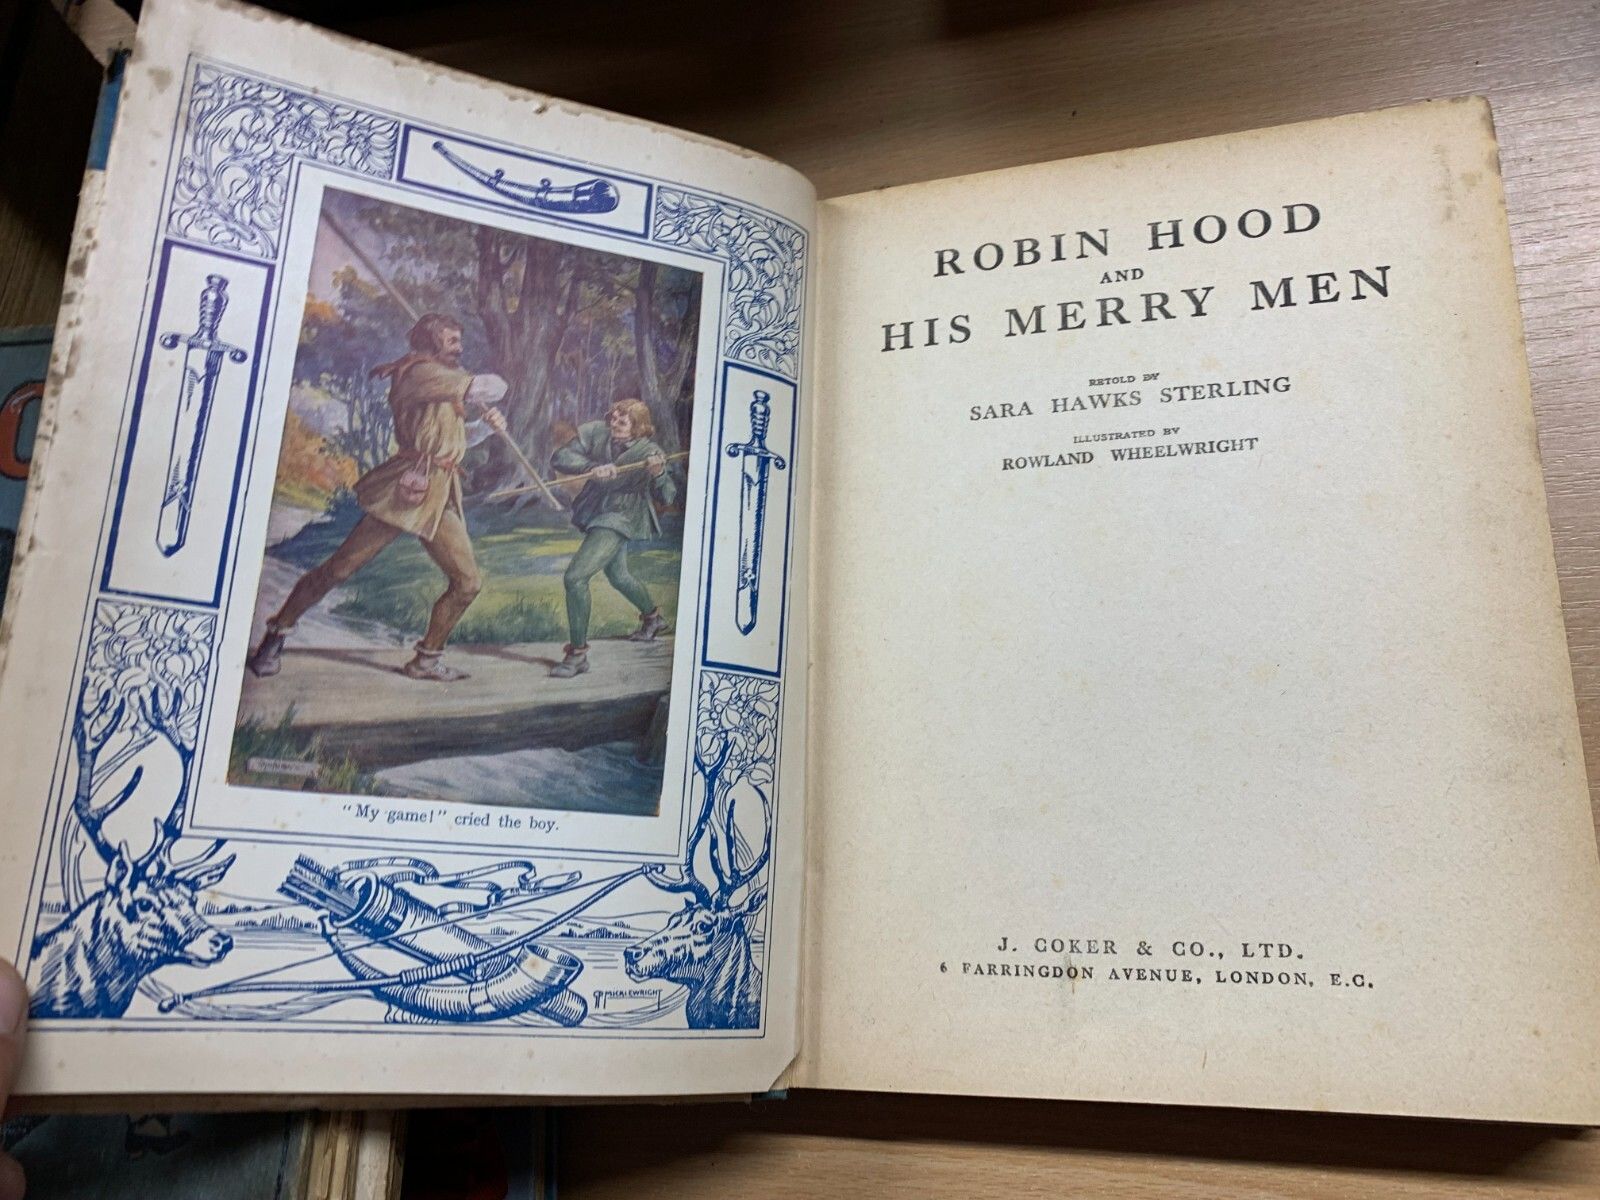 "My game!" cried the boy.
MICKLEWRIGHT
ROBIN HOOD
AND
HIS MERRY MEN
RETOLD BY
SARA HAWKS STERLING
ILLUSTRATED BY
ROWLAND WHEELWRIGHT
J. COKER & CO., LTD.
6 FARRINGDON AVENUE, LONDON, E.C.